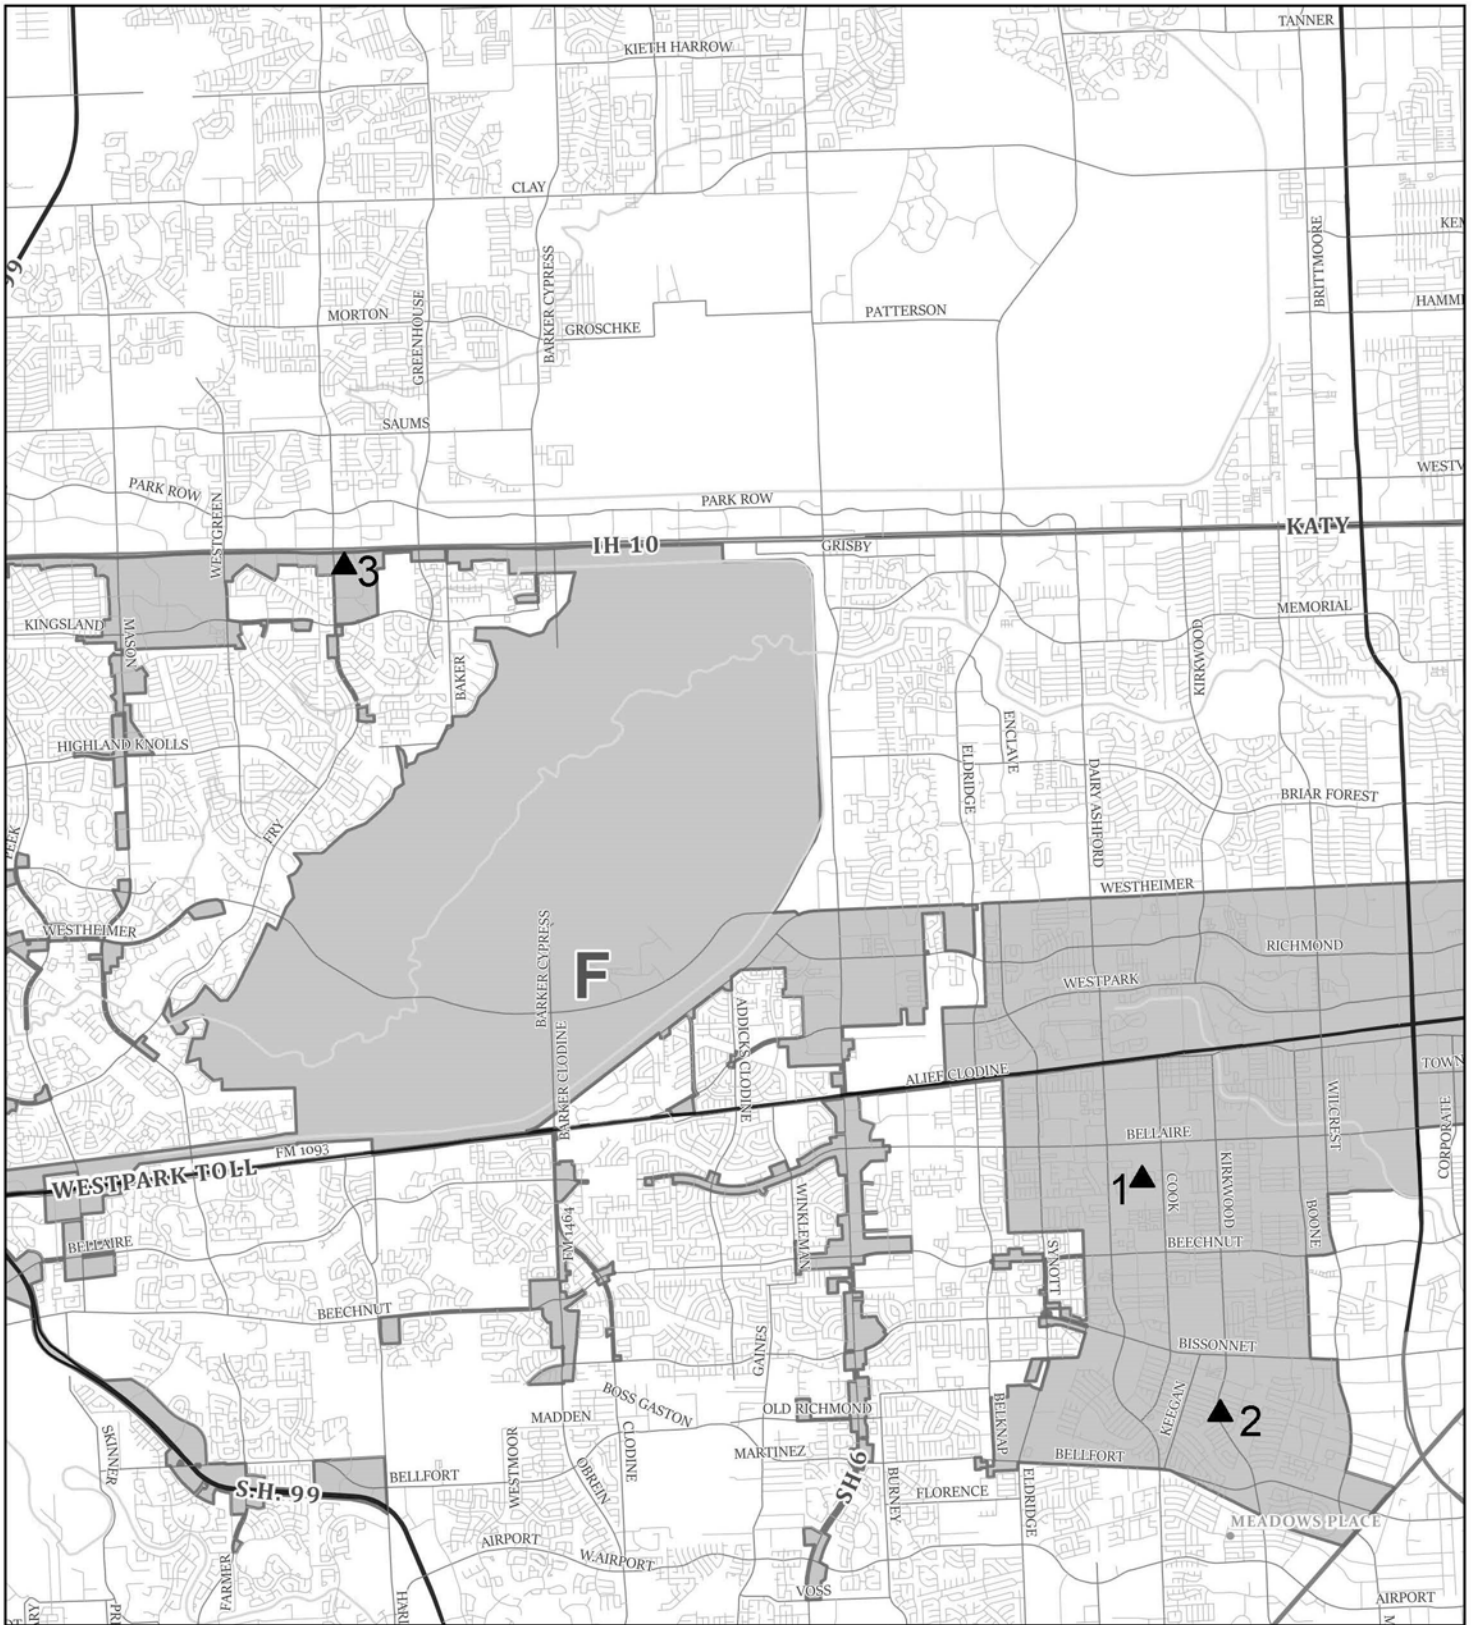 TANNER
KIETH HARROW
CLAY
BARKER CYPRESS
BRITTMOORE
99
GREENHOUSE
MORTON
GROSCHKE
PATTERSON
SAUMS
PARK ROW
WESTGREEN
PARK ROW
KATY
IH 10
GRISBY
3
KINGSLAND
MASON
MEMORIAL
KIRKWOOD
BAKER
HIGHLAND KNOLLS
ENCLAVE
ELDRIDGE
DAIRY ASHFORD
BRIAR FOREST
FRY
WESTHEIMER
WESTHEIMER
RICHMOND
BARKER CYPRESS
F
WESTPARK
ADDICKS CLODINE
BARKER CLODINE
ALIEF CLODINE
WILCREST
CORPORATE
BELLAIRE
FM 1093
WESTPARK TOLL
1
COOK
KIRKWOOD
BOONE
WINKLEMAN
FM 1464
BELLAIRE
BEECHNUT
SYNOTT
BEECHNUT
BISSONNET
GAINES
BOSS GASTON
OLD RICHMOND
KEEGAN
2
MADDEN
BELKNAP
SKINNER
WESTMOOR
CLODINE
MARTINEZ
BELLFORT
BELLFORT
OBREIN
SH 6
BURNEY
FLORENCE
ELDRIDGE
S.H. 99
MEADOWS PLACE
AIRPORT
W.AIRPORT
FARMER
VOSS
AIRPORT